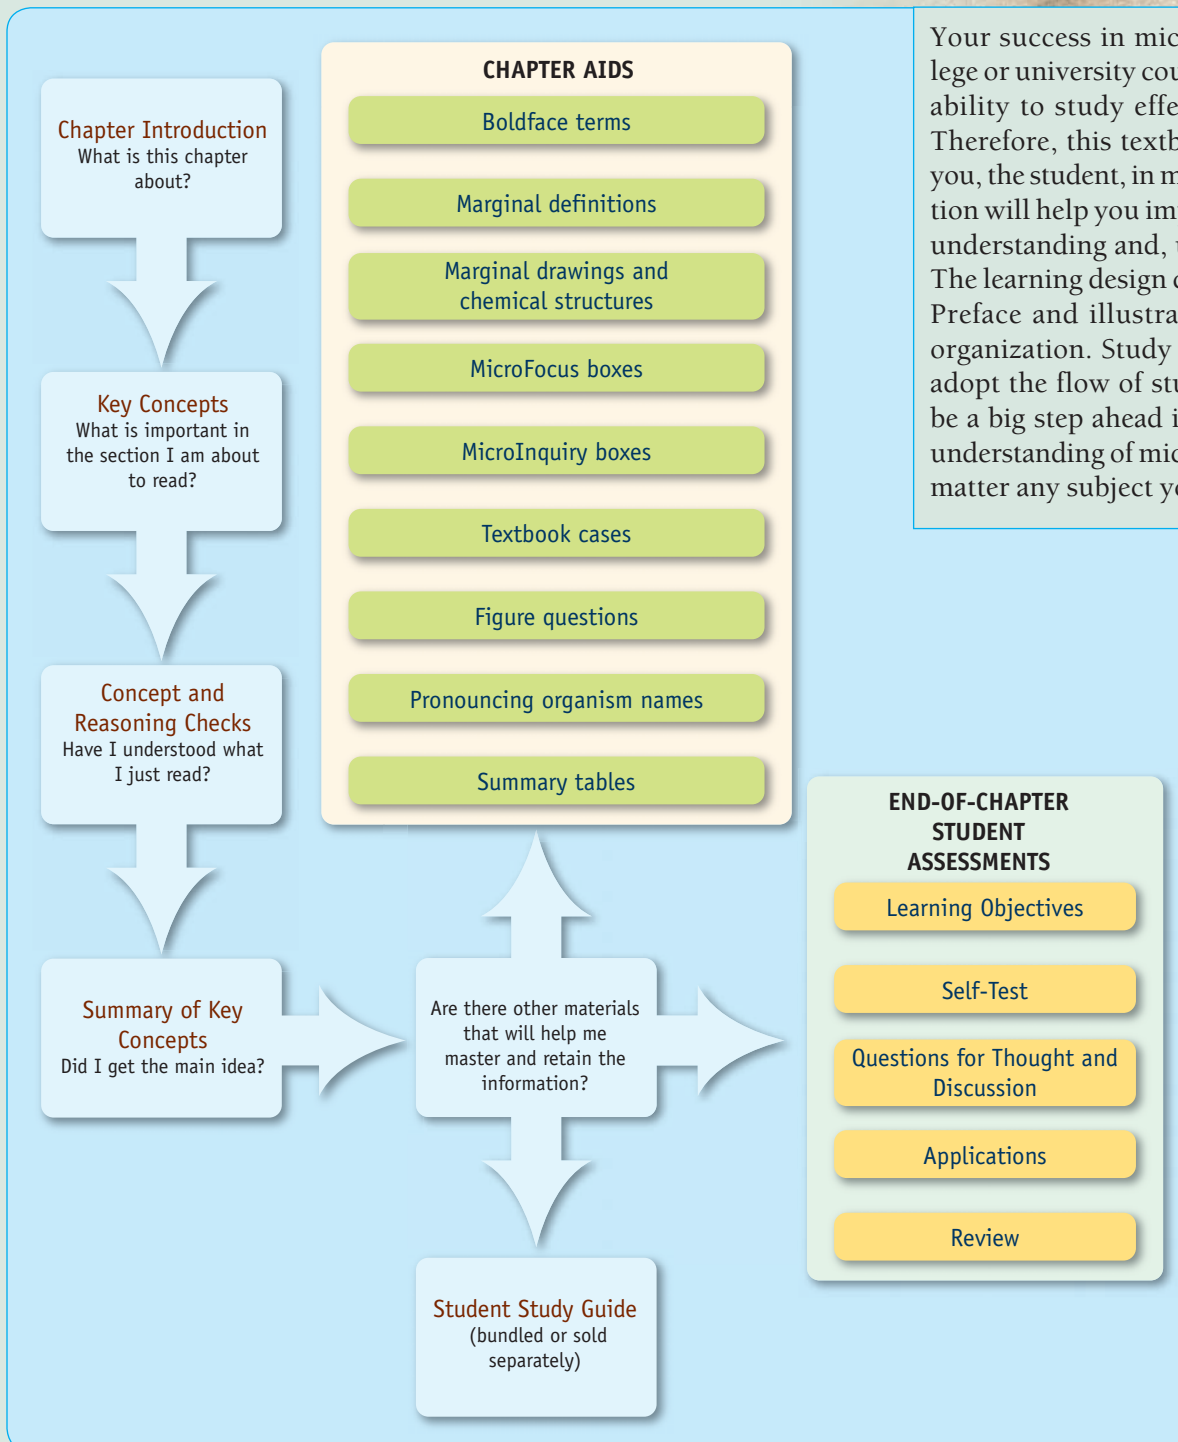 Chapter Introduction
What is this chapter
about?
Key Concepts
What is important in
the section I am about
to read?
Concept and
Reasoning Checks
Have I understood what
I just read?
Summary of Key
Concepts
Did I get the main idea?
Are there other materials
that will help me
master and retain the
information?
CHAPTER AIDS
Boldface terms
Marginal definitions
Marginal drawings and
chemical structures
MicroFocus boxes
MicroInquiry boxes
Textbook cases
Figure questions
Pronouncing organism names
Summary tables
END-OF-CHAPTER
STUDENT
ASSESSMENTS
Learning Objectives
Self-Test
Questions for Thought and
Discussion
Applications
Review
Student Study Guide
(bundled or sold
separately)
Your success in mic
lege or university cou
ability to study effe
Therefore, this textb
you, the student, in m
tion will help you im
understanding and,
The learning design
Preface and illustra
organization. Study
adopt the flow of stu
be a big step ahead i
understanding of mic
matter any subject yo